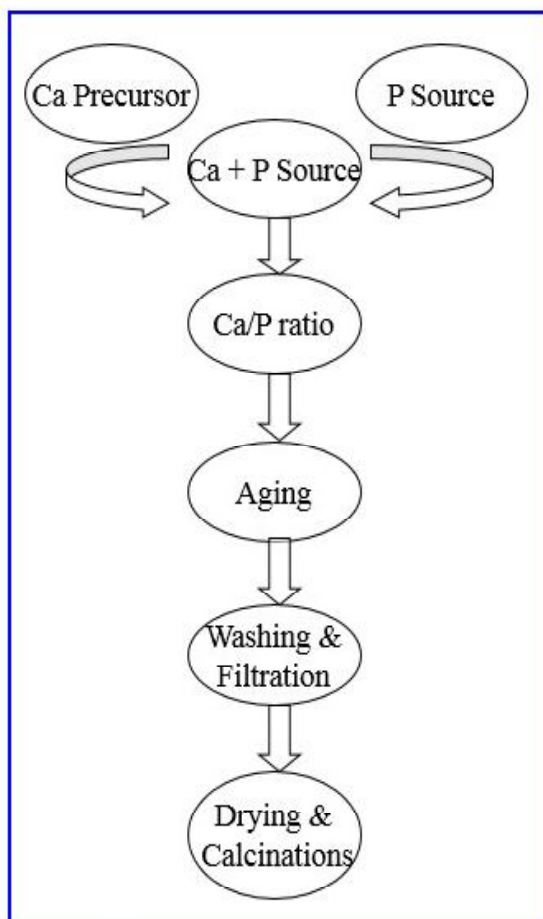 Ca Precursor
P Source
Ca + P Source
Ca/P ratio
Aging
Washing &
Filtration
Drying &
Calcinations